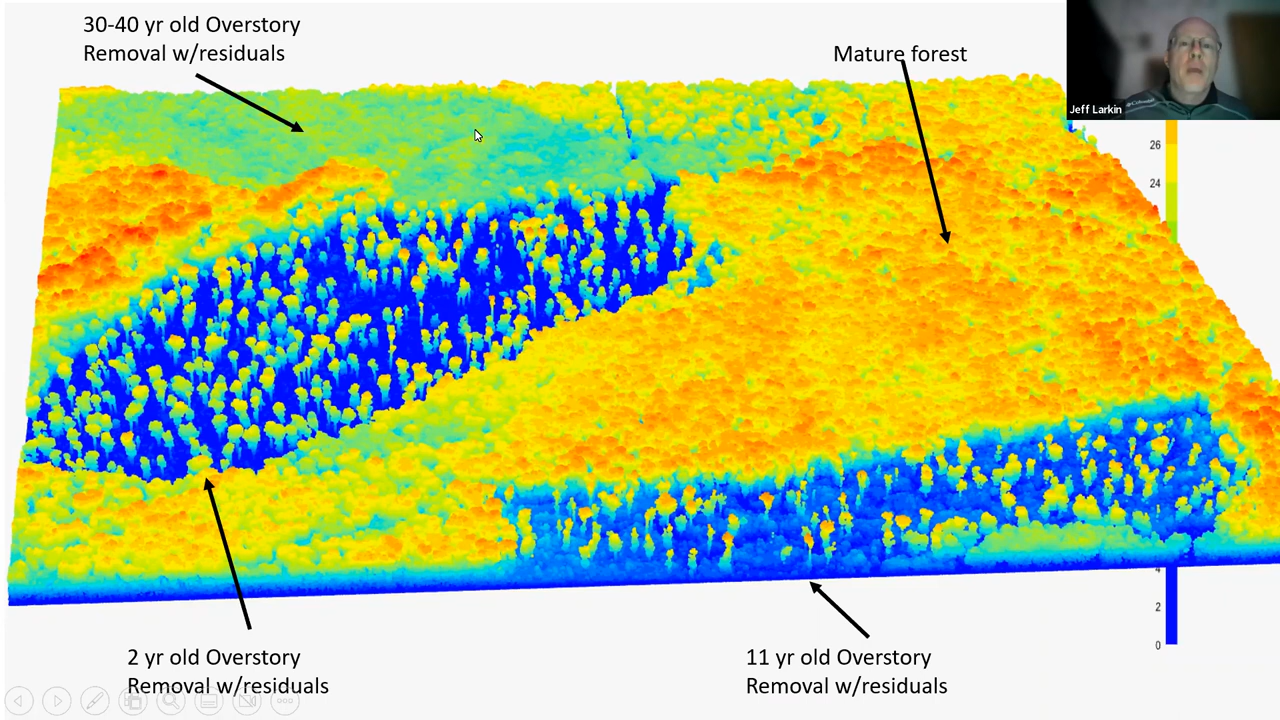 30-40 yr old Overstory
Removal w/residuals
Mature forest
Jeff Larkin
26
24
4
2
0
2 yr old Overstory
Removal w/residuals
11 yr old Overstory
Removal w/residuals